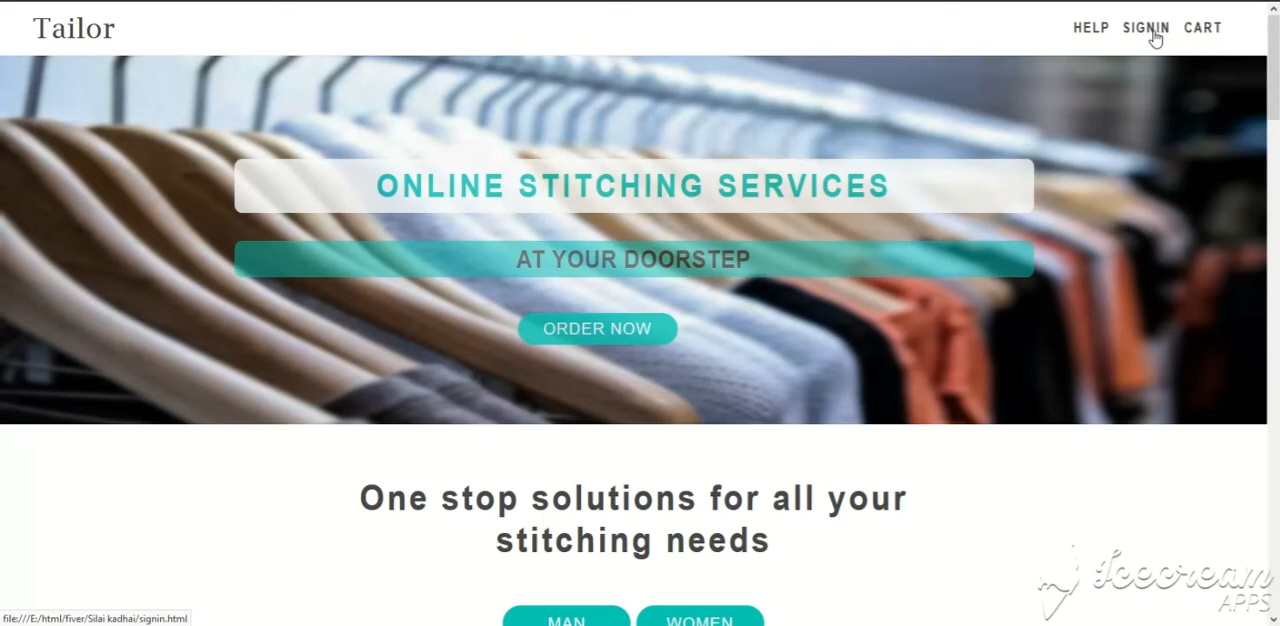 Tailor
HELP SIGNIN CART
ONLINE STITCHING SERVICES
AT YOUR DOORSTEP
ORDER NOW
One stop solutions for all your
stitching needs
Icecream
APPS
MAN WOMEN
file:///E:/html/fiver/Silai kadhai/signin.html